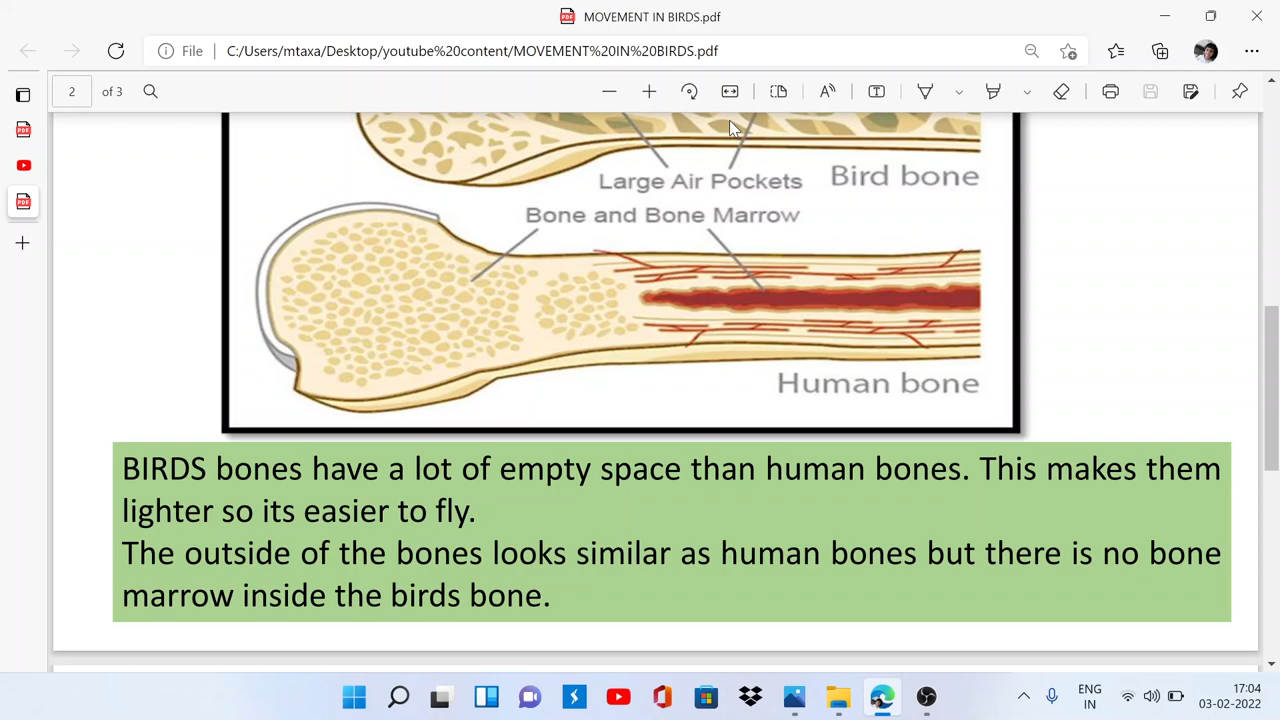 MOVEMENT IN BIRDS.pdf
File
C:/Users/mtaxa/Desktop/youtube%20content/MOVEMENT%20IN%20BIRDS.pdf
2 of 3
Large Air Pockets
Bird bone
Bone and Bone Marrow
Human bone
BIRDS bones have a lot of empty space than human bones. This makes them
lighter so its easier to fly.
The outside of the bones looks similar as human bones but there is no bone
marrow inside the birds bone.
ENG
IN
17:04
03-02-2022